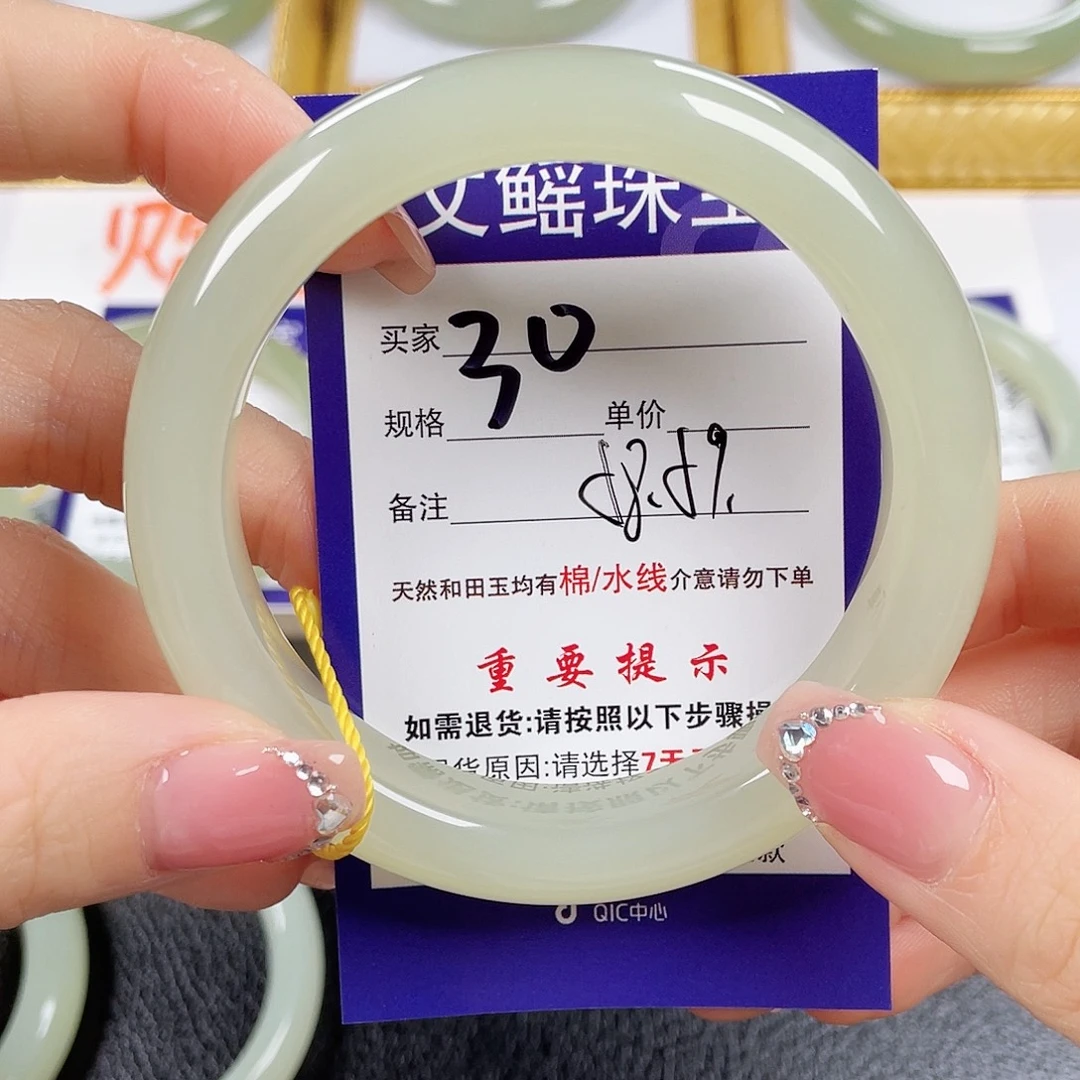 鳐珠
买家 30
规格 单价
备注
天然和田玉均有棉/水线介意请勿下单
重要提示
如需退货:请按照以下步骤
货原因:请选择7天
款
QIC中心